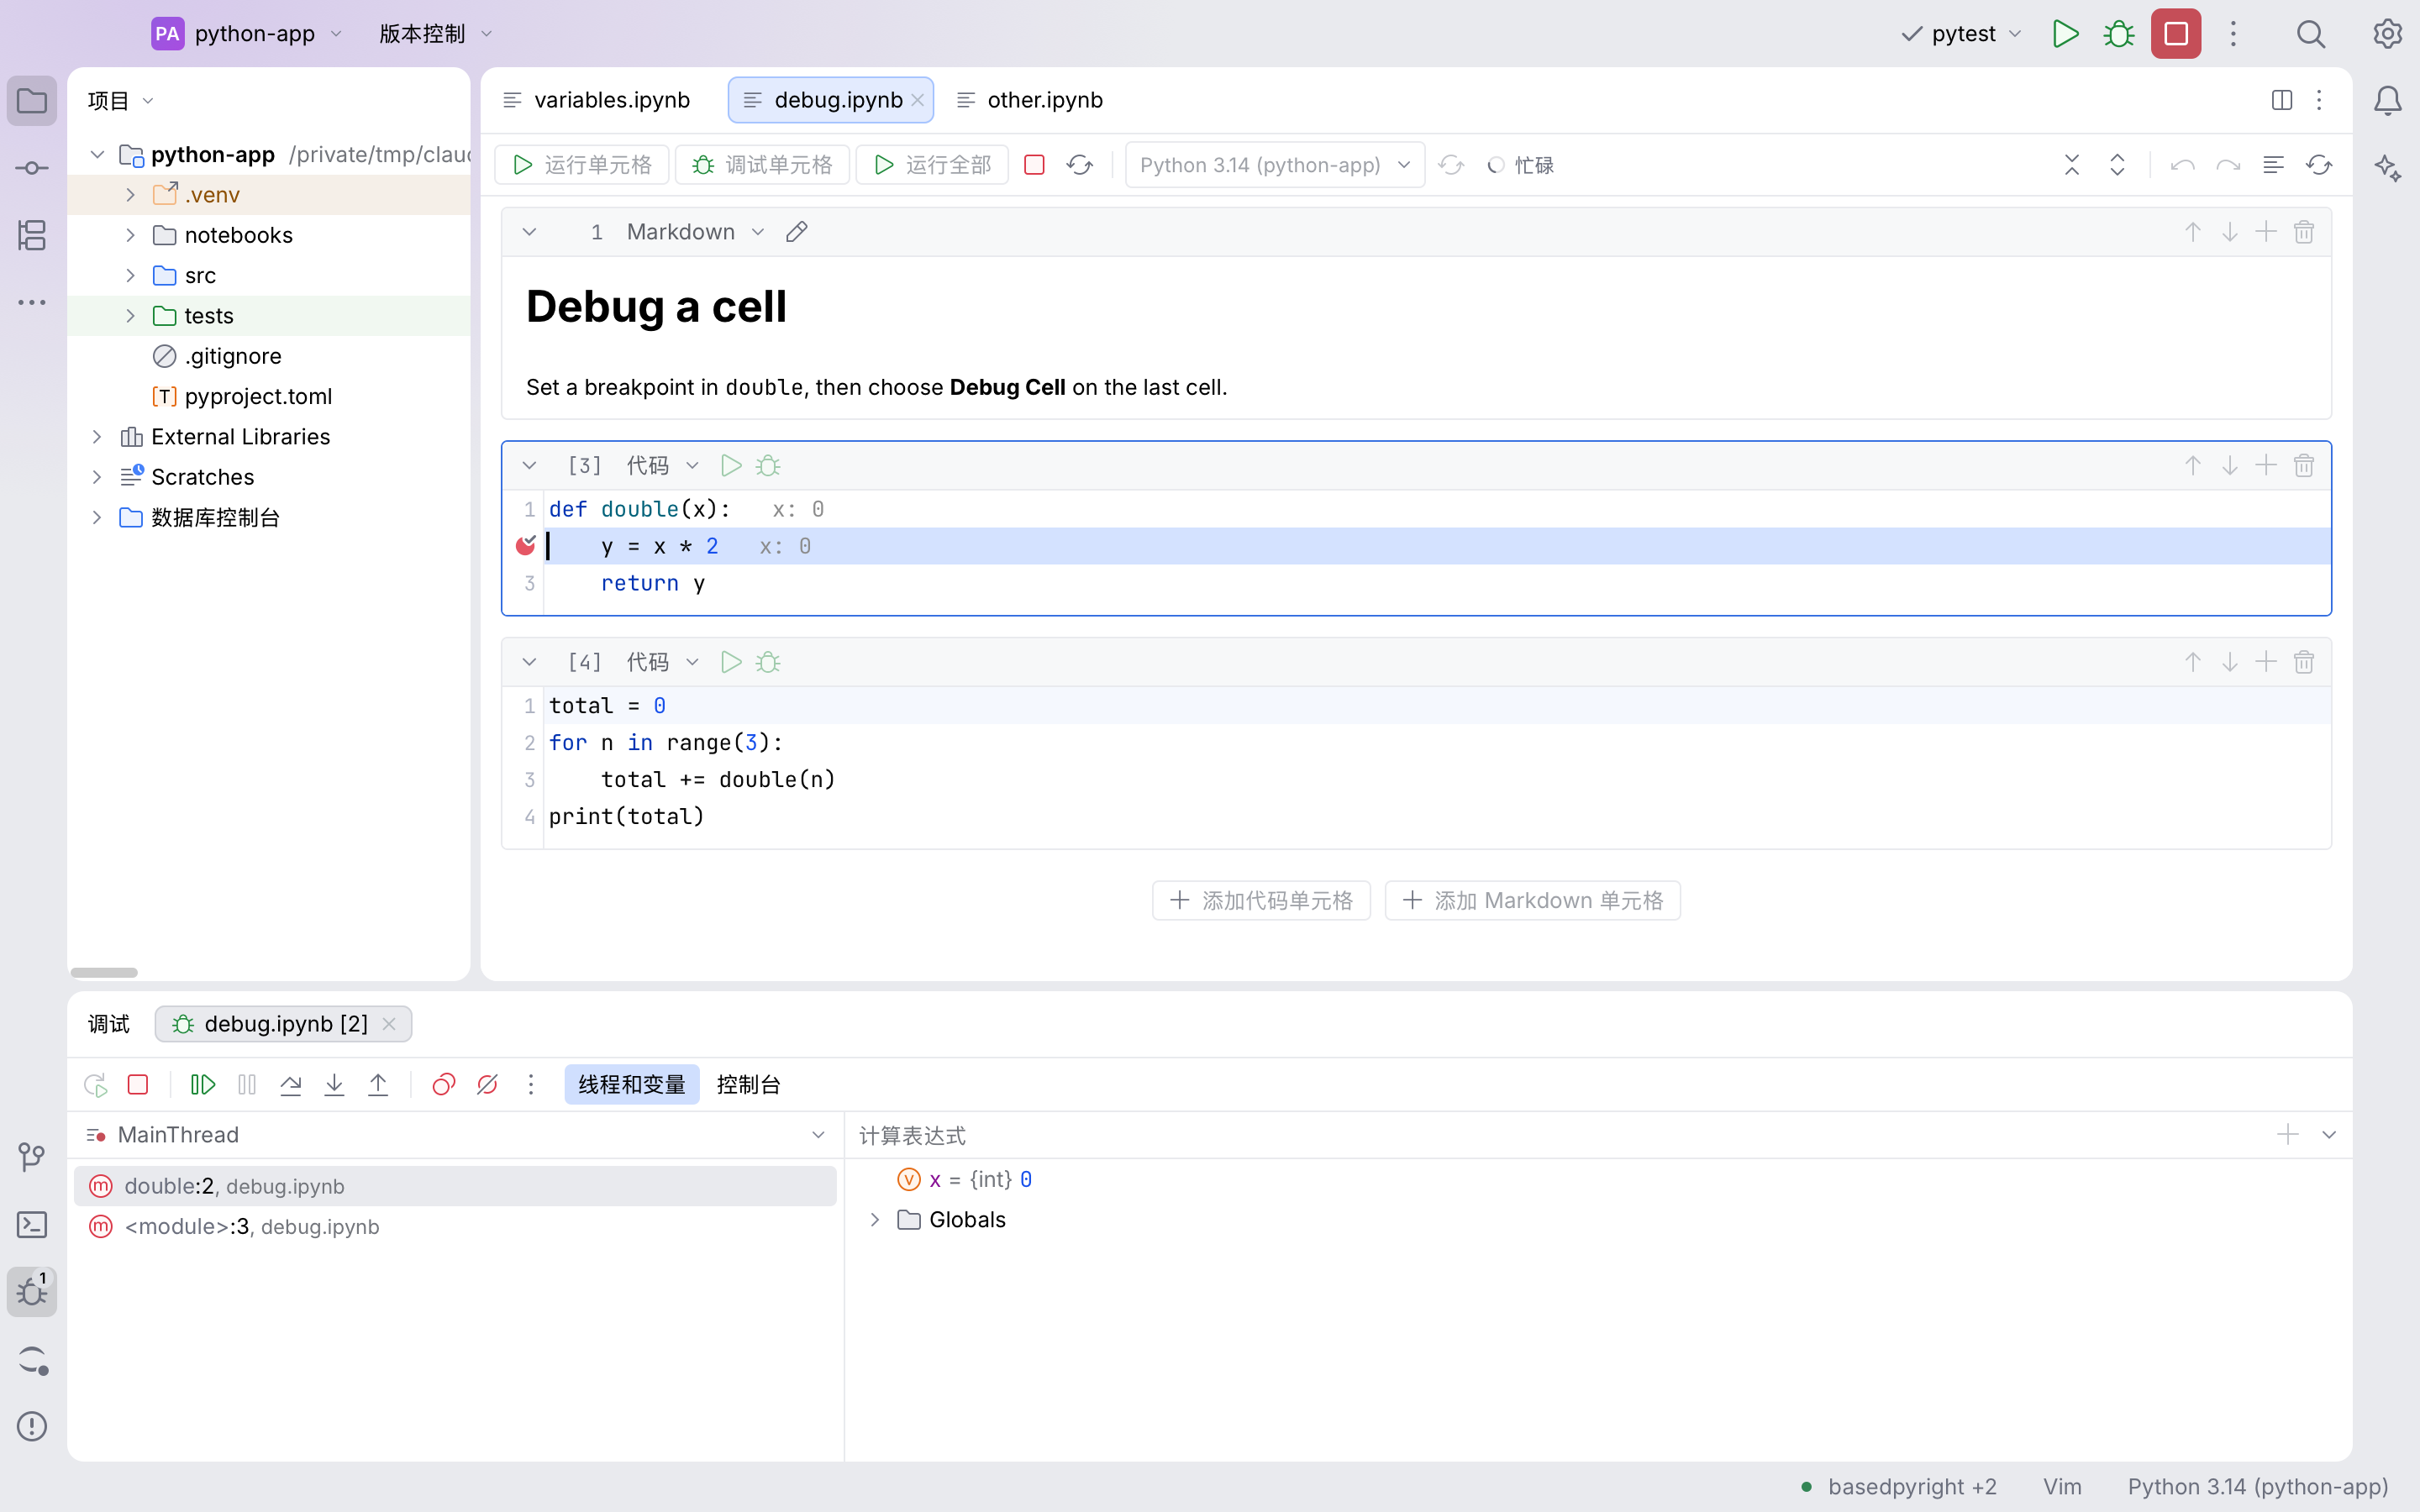 PA python-app 版本控制 pytest
项目
python-app /private/tmp/clauc
.venv
notebooks
src
tests
.gitignore
[T] pyproject.toml
External Libraries
Scratches
数据库控制台
variables.ipynb debug.ipynb other.ipynb
运行单元格 调试单元格 运行全部 Python 3.14 (python-app) 忙碌
1 Markdown
Debug a cell
Set a breakpoint in double, then choose Debug Cell on the last cell.
[3] 代码
1 def double(x): x: 0
y = x * 2 x: 0
3 return y
[4] 代码
1 total = 0
2 for n in range(3):
3 total += double(n)
4 print(total)
添加代码单元格 添加 Markdown 单元格
调试 debug.ipynb [2]
线程和变量 控制台
MainThread
double:2, debug.ipynb
<module>:3, debug.ipynb
计算表达式
x = {int} 0
Globals
1
basedpyright +2 Vim Python 3.14 (python-app)